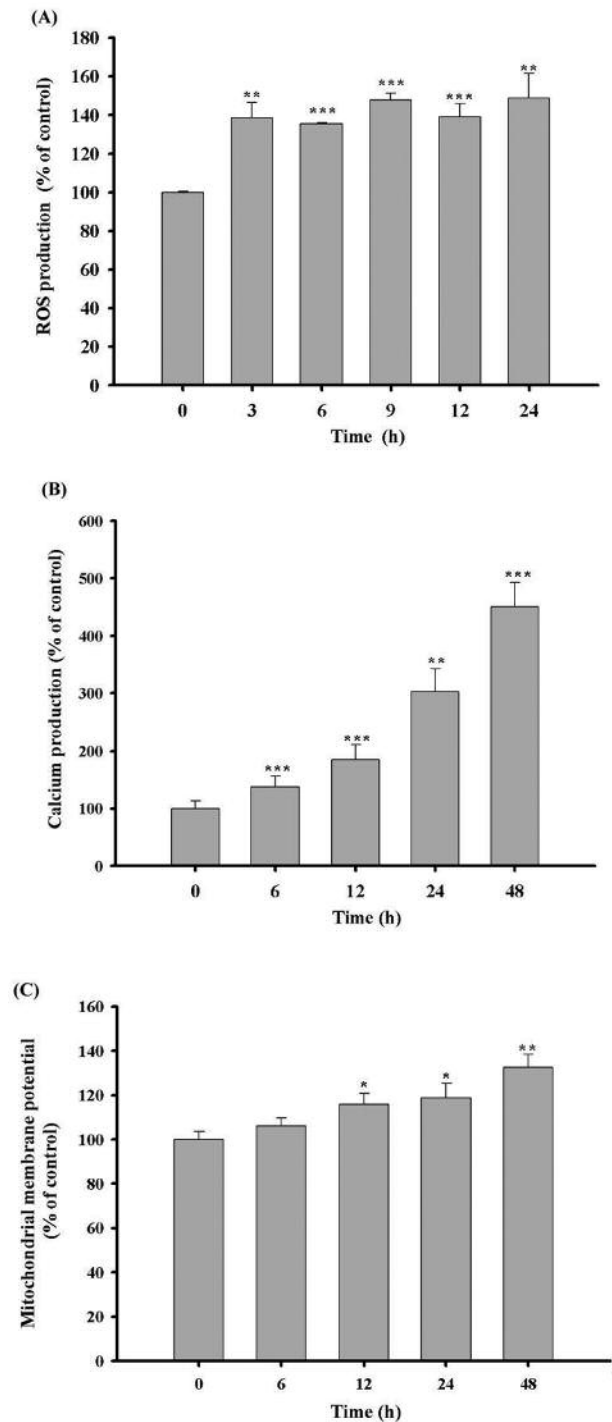 (A)
ROS production (% of control)
180
160
140
120
100
80
60
40
20
0
**
***
***
***
**
0 3 6 9 12 24
Time (h)
(B)
Calcium production (% of control)
600
500
400
300
200
100
0
***
***
**
***
0 6 12 24 48
Time (h)
(C)
Mitochondrial membrane potential
(% of control)
160
140
120
100
80
60
40
20
0
*
*
**
0 6 12 24 48
Time (h)